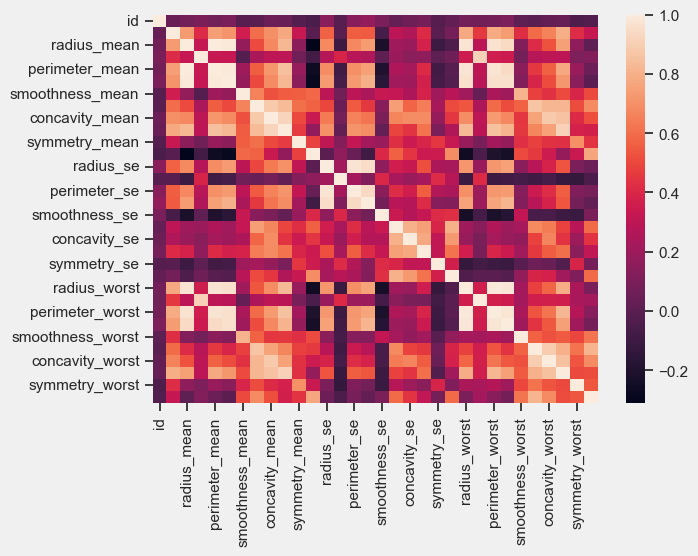 id
radius_mean
perimeter_mean
smoothness_mean
concavity_mean
symmetry_mean
radius_se
perimeter_se
smoothness_se
concavity_se
symmetry_se
radius_worst
perimeter_worst
smoothness_worst
concavity_worst
symmetry_worst
id
radius_mean
perimeter_mean
smoothness_mean
concavity_mean
symmetry_mean
radius_se
perimeter_se
smoothness_se
concavity_se
symmetry_se
radius_worst
perimeter_worst
smoothness_worst
concavity_worst
symmetry_worst
1.0
0.8
0.6
0.4
0.2
0.0
−0.2